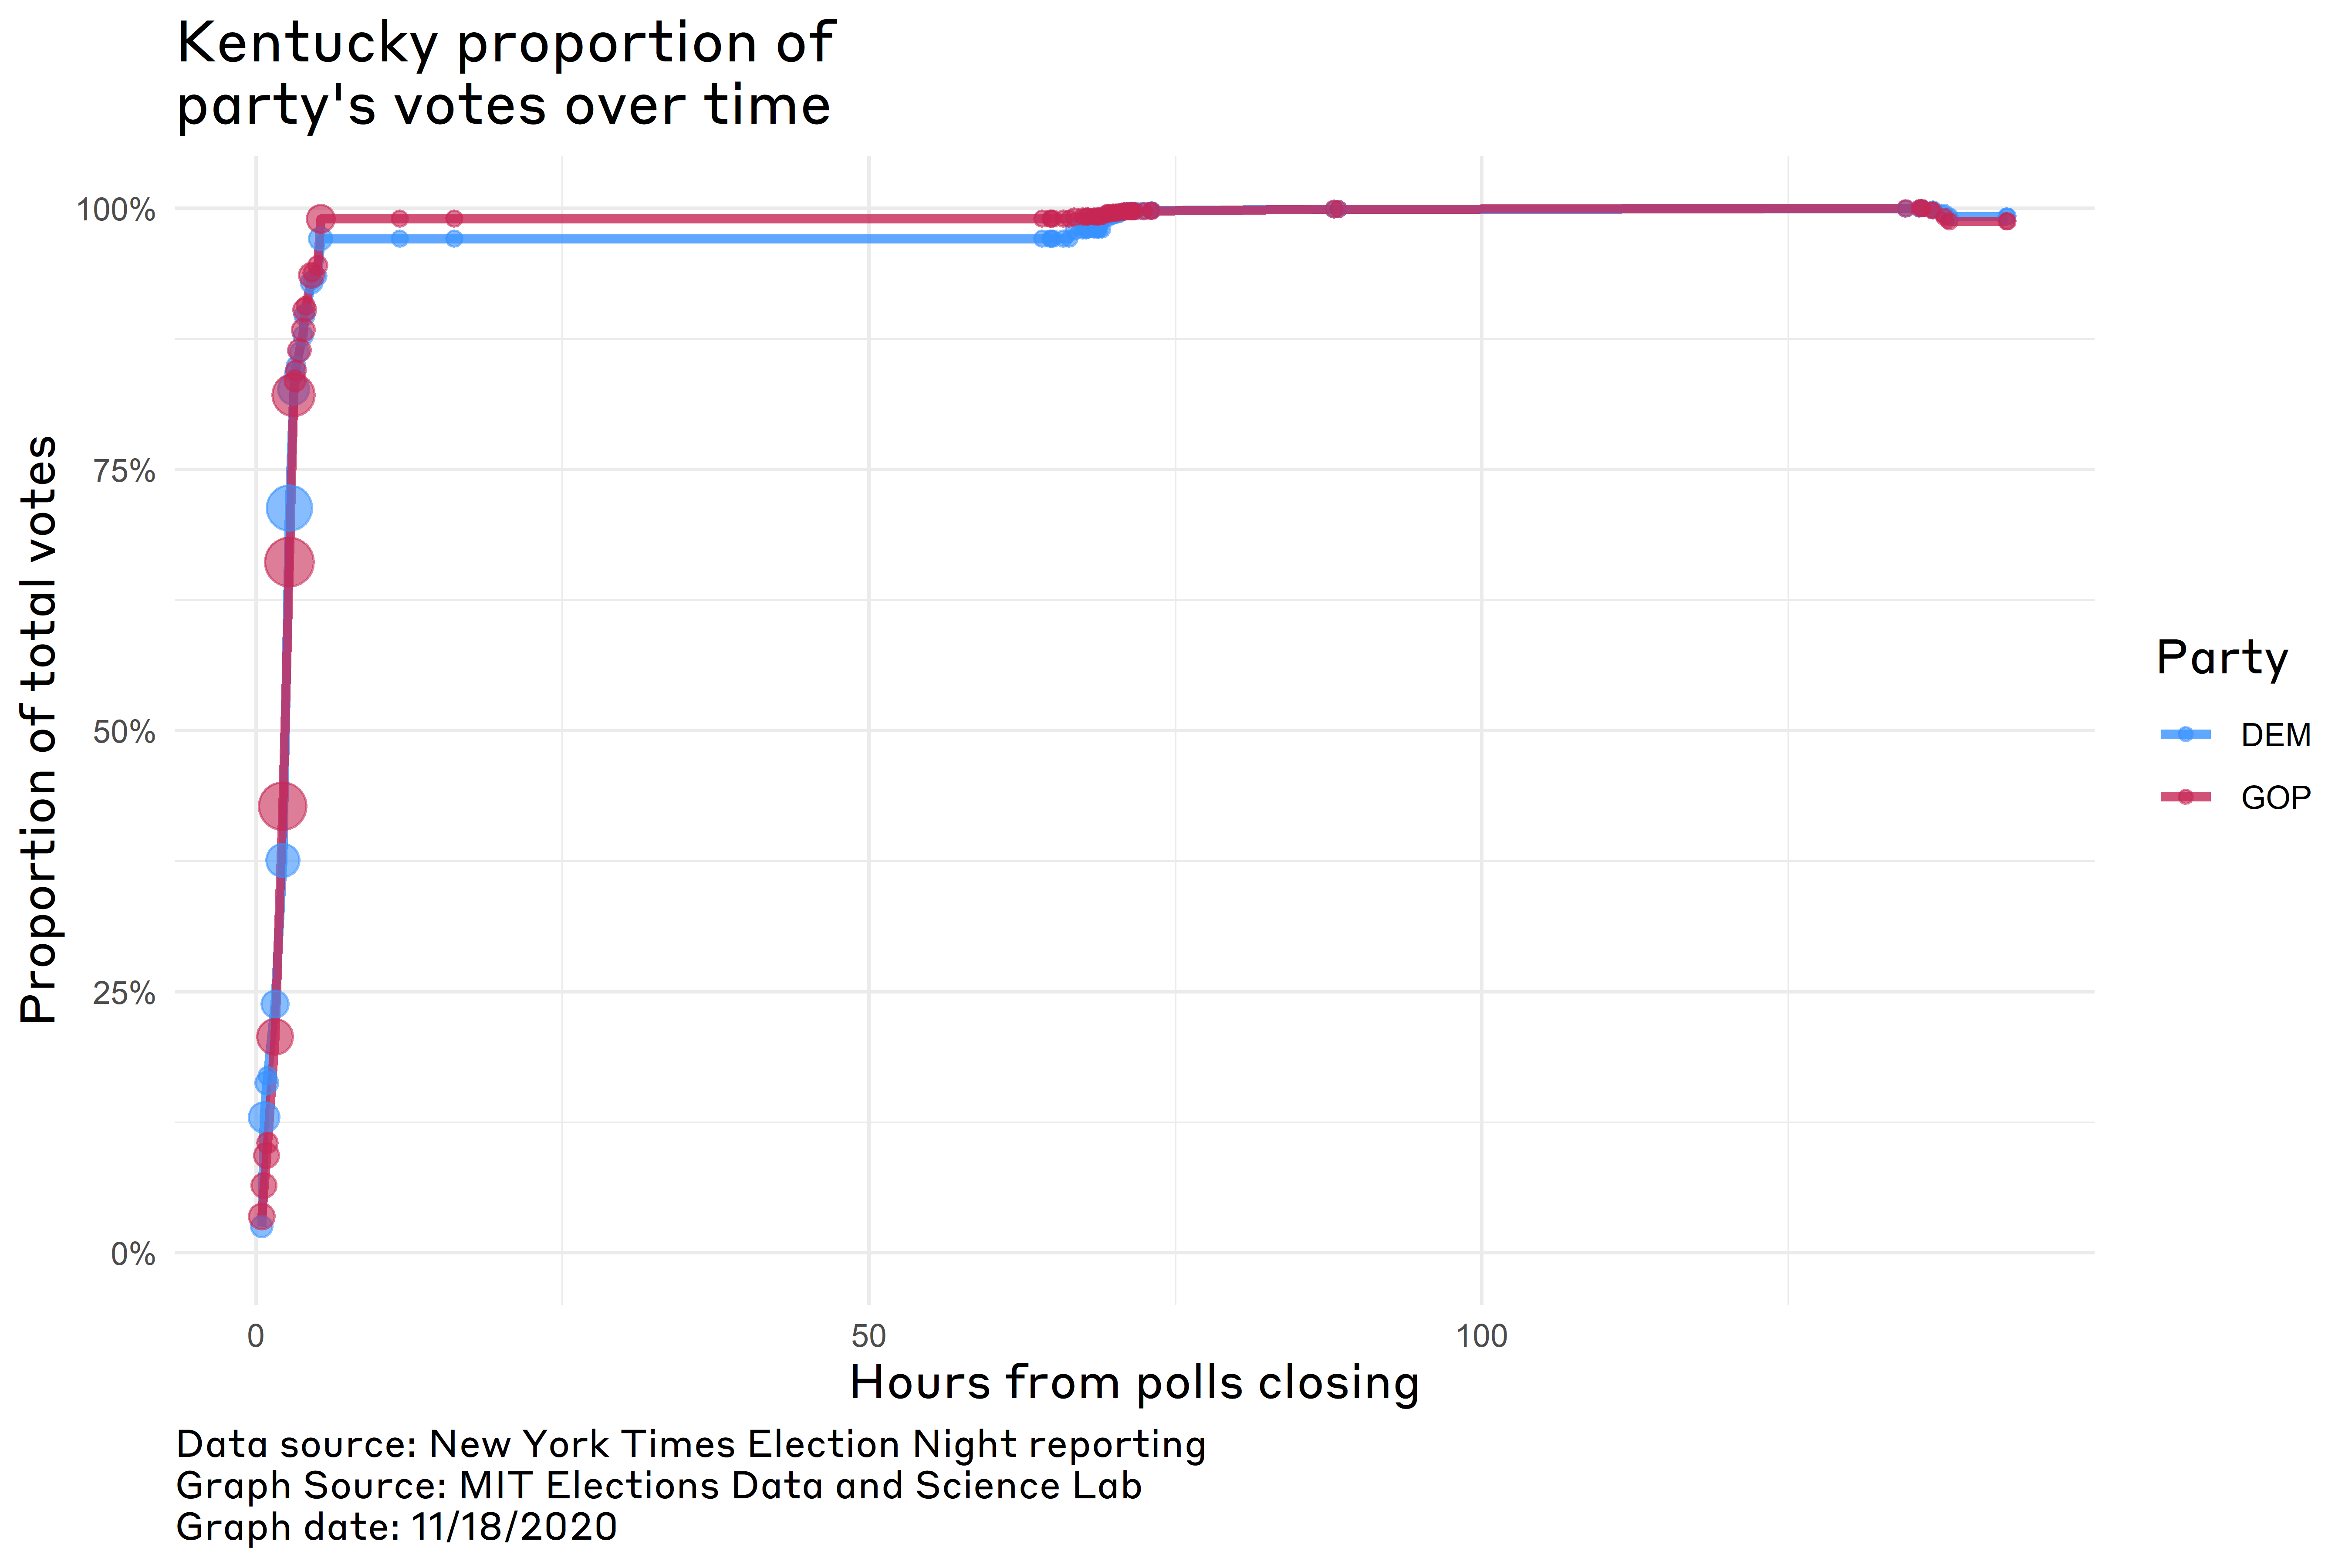 Kentucky proportion of
party's votes over time
Proportion of total votes
100%
75%
50%
25%
0%
0
50
100
Hours from polls closing
Party
DEM
GOP
Data source: New York Times Election Night reporting
Graph Source: MIT Elections Data and Science Lab
Graph date: 11/18/2020